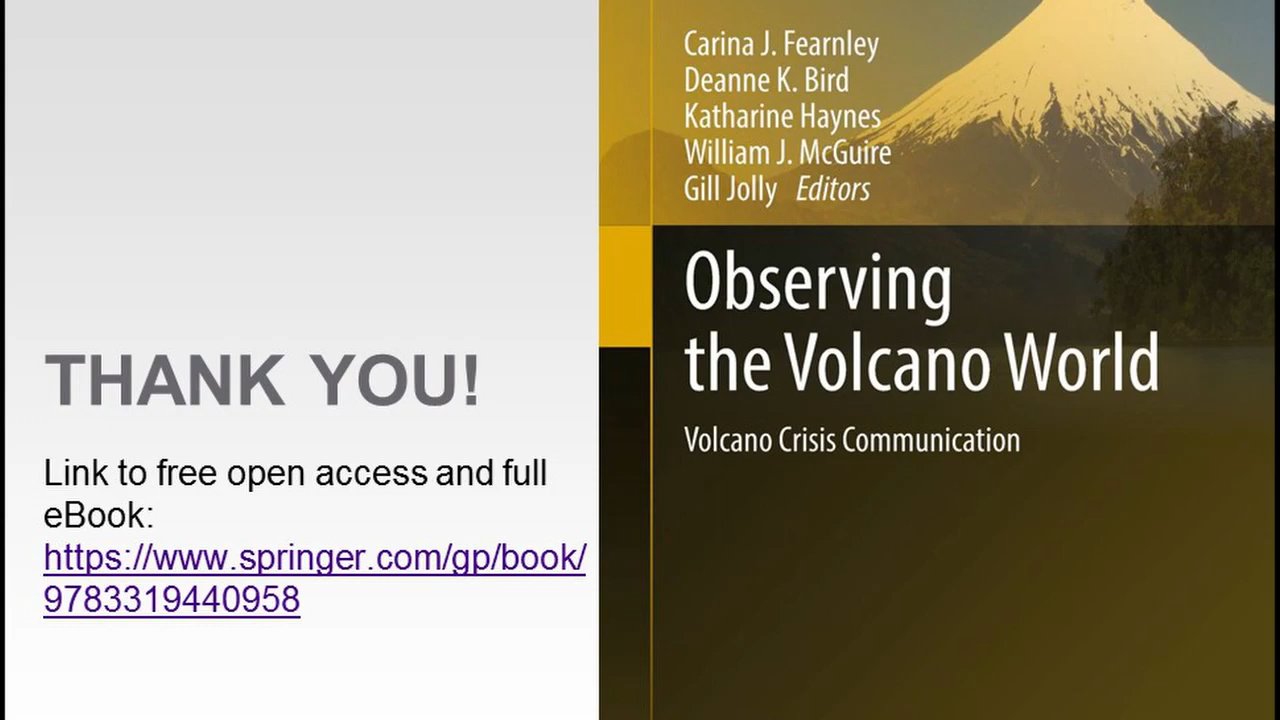 THANK YOU!
Link to free open access and full
eBook:
https://www.springer.com/gp/book/
9783319440958
Carina J. Fearnley
Deanne K. Bird
Katharine Haynes
William J. McGuire
Gill Jolly Editors
Observing
the Volcano World
Volcano Crisis Communication